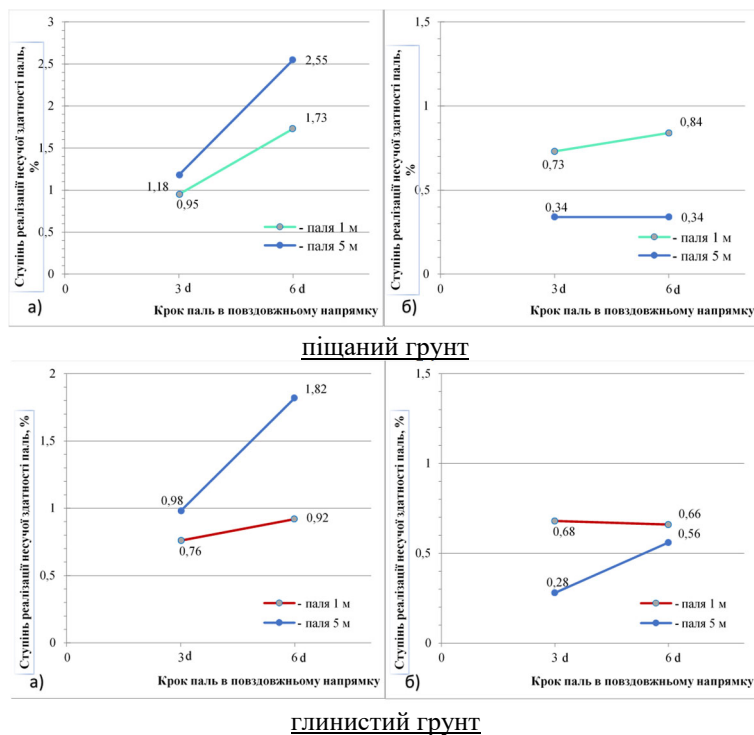 Ступінь реалізації несучої здатності паль,
%
3
2,5
2
1,5
1
0,5
0
2,55
1,73
1,18
0,95
- паля 1 м
- паля 5 м
0
3 d
6 d
а)
Крок паль в повздовжньому напрямку
Ступінь реалізації несучої здатності паль,
%
1,5
1
0,5
0
0,84
0,73
0,34
0,34
- паля 1 м
- паля 5 м
0
3 d
6 d
б)
Крок паль в повздовжньому напрямку
піщаний грунт
Ступінь реалізації несучої здатності паль, %
2
1,5
1
0,5
0
1,82
0,98
0,92
0,76
- паля 1 м
- паля 5 м
0
3 d
6 d
а)
Крок паль в повздовжньому напрямку
Ступінь реалізації несучої здатності паль, %
1,5
1
0,5
0
0,66
0,68
0,56
0,28
- паля 1 м
- паля 5 м
0
3 d
6 d
б)
Крок паль в повздовжньому напрямку
глинистий грунт